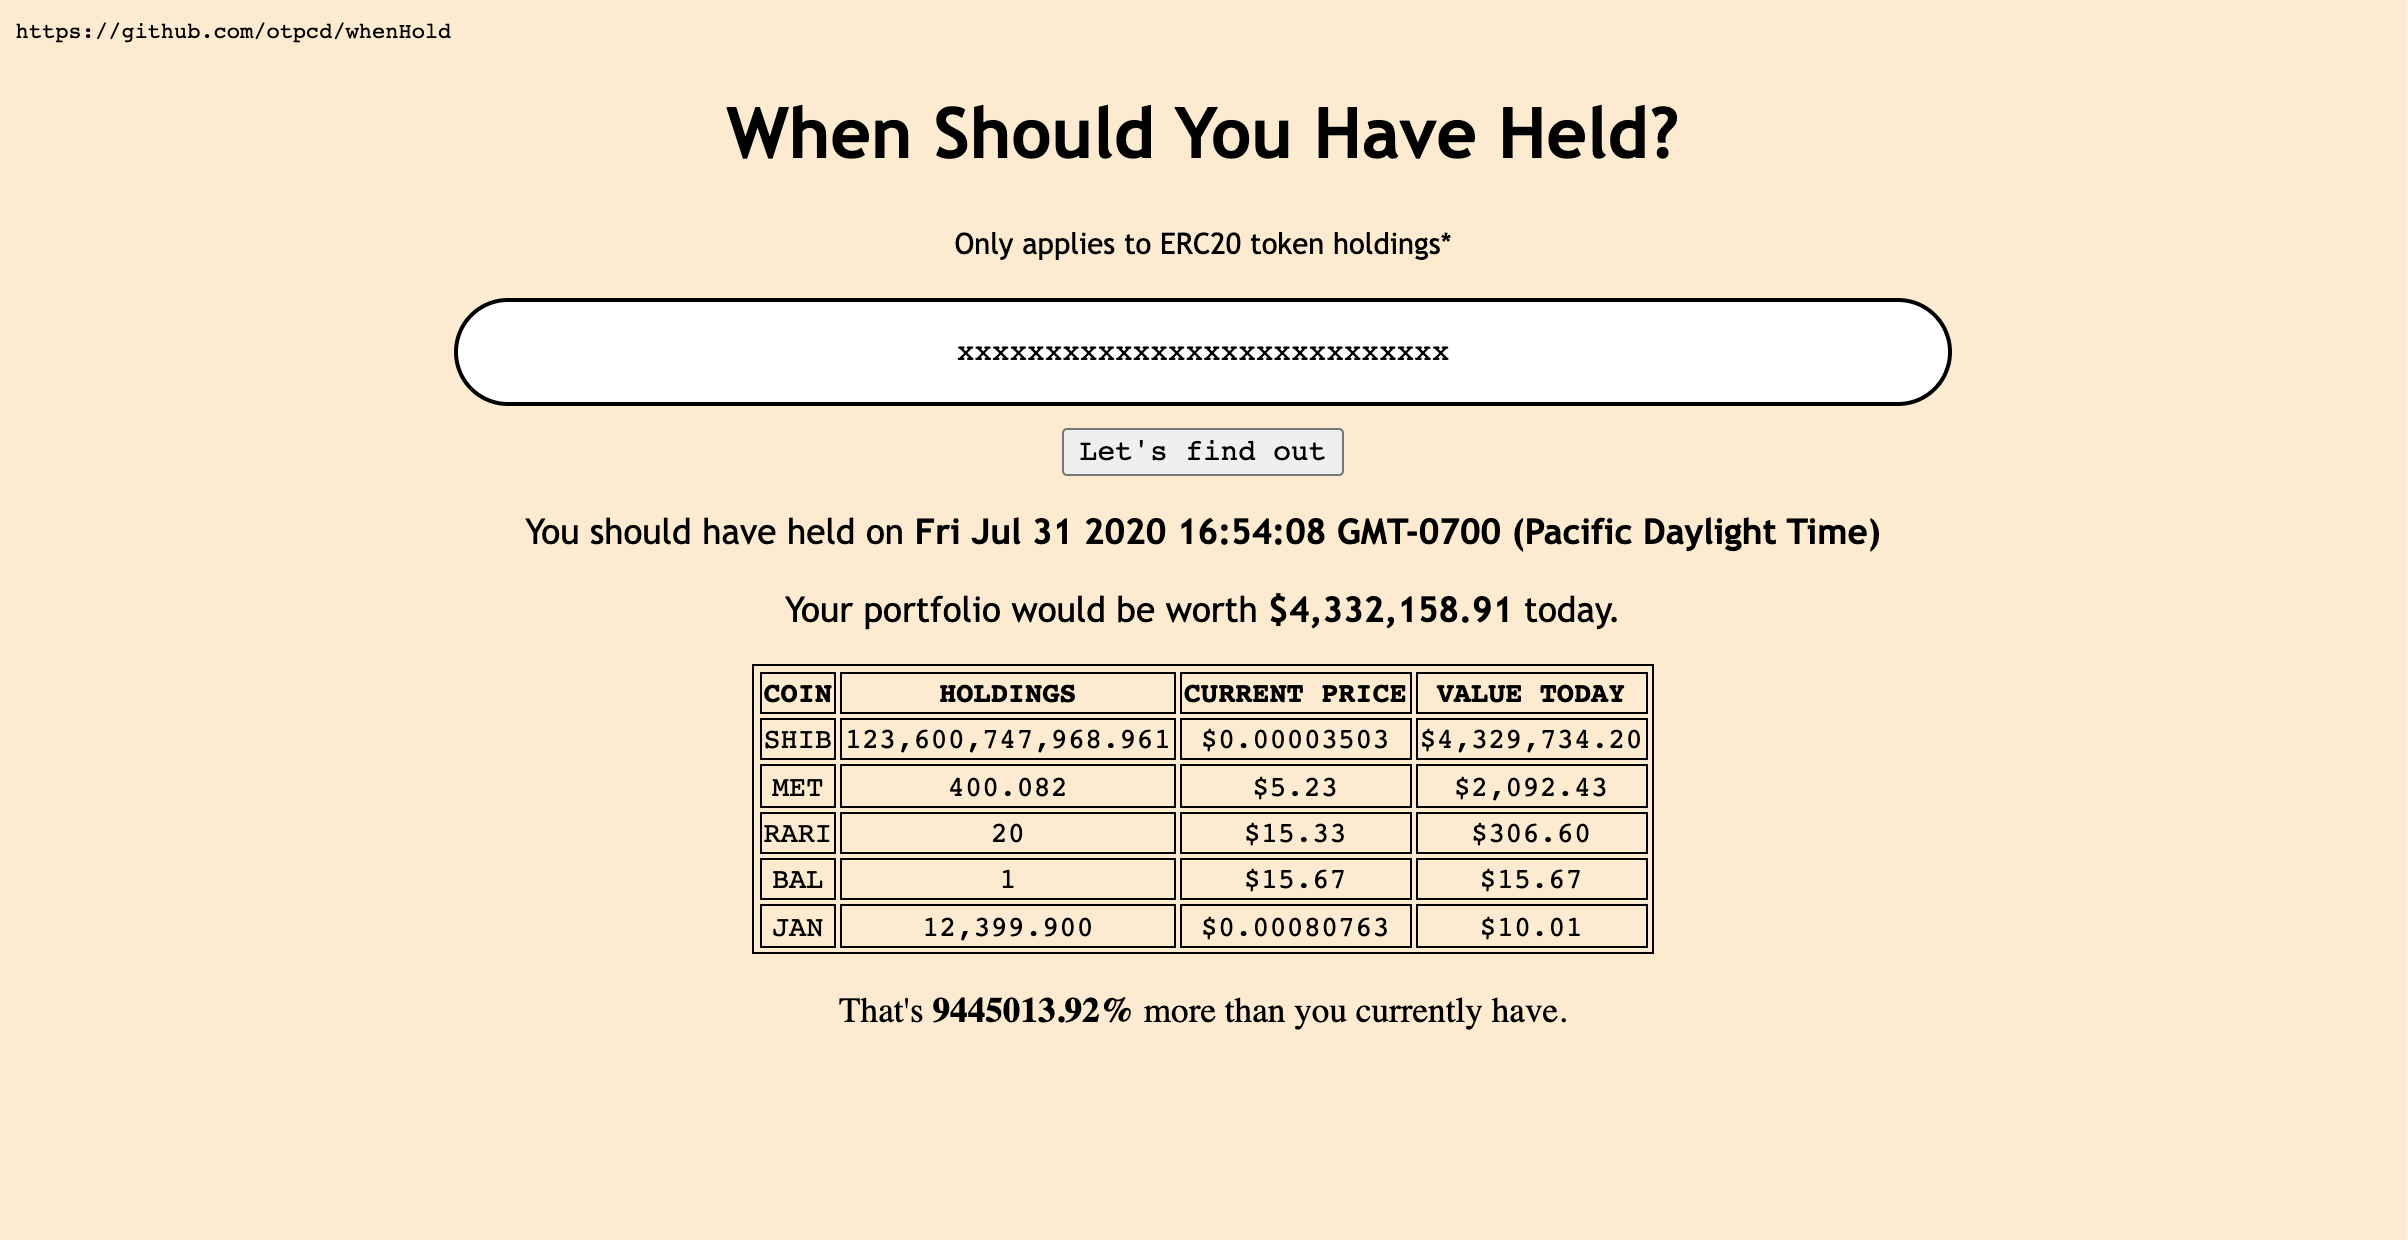 https://github.com/otpcd/whenHold
When Should You Have Held?
Only applies to ERC20 token holdings*
xxxxxxxxxxxxxxxxxxxxxxxxxxxx
Let's find out
You should have held on Fri Jul 31 2020 16:54:08 GMT-0700 (Pacific Daylight Time)
Your portfolio would be worth $4,332,158.91 today.
COIN HOLDINGS CURRENT PRICE VALUE TODAY
SHIB 123,600,747,968.961 $0.00003503 $4,329,734.20
MET 400.082 $5.23 $2,092.43
RARI 20 $15.33 $306.60
BAL 1 $15.67 $15.67
JAN 12,399.900 $0.00080763 $10.01
That's 9445013.92% more than you currently have.